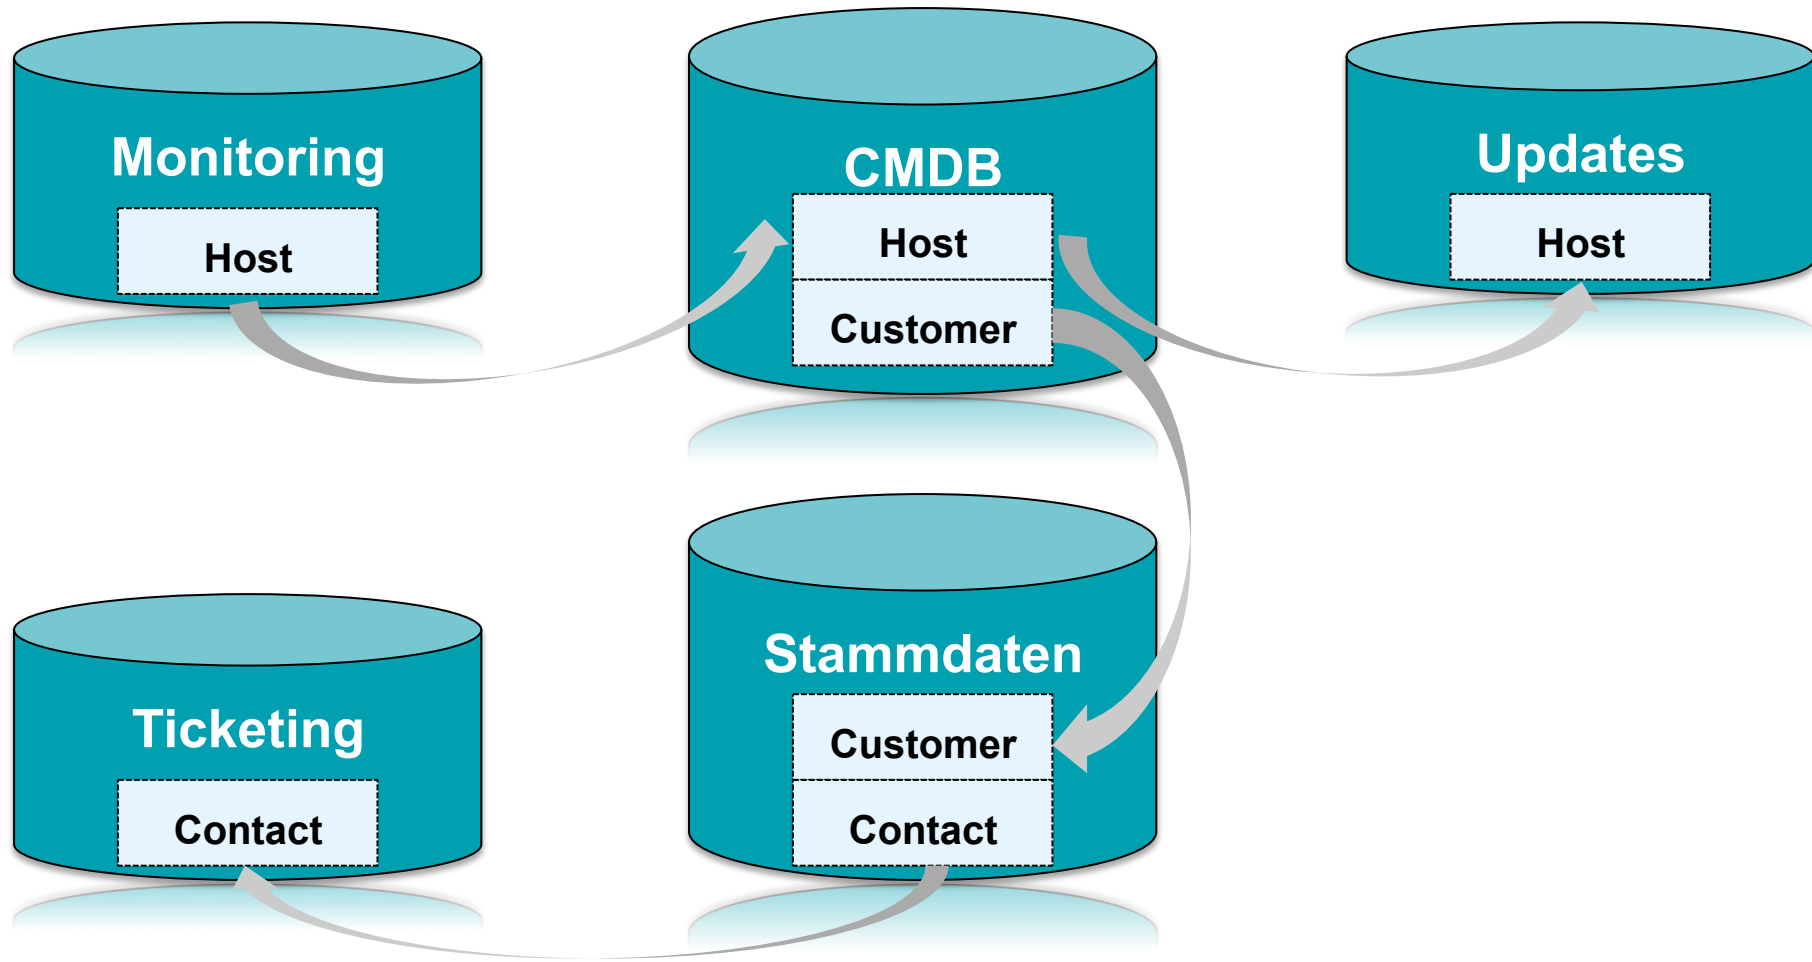 Monitoring
Host
CMDB
Host
Customer
Updates
Host
Ticketing
Contact
Stammdaten
Customer
Contact